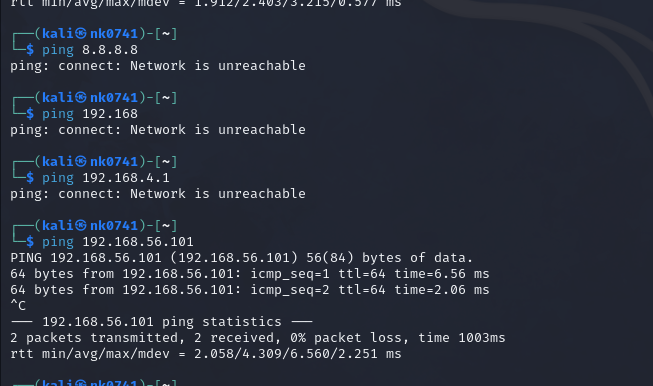 rtt min/avg/max/mdev = 1.912/2.403/3.215/0.577 ms
┌──(kali㉿nk0741)-[~]
└─$ ping 8.8.8.8
ping: connect: Network is unreachable
┌──(kali㉿nk0741)-[~]
└─$ ping 192.168
ping: connect: Network is unreachable
┌──(kali㉿nk0741)-[~]
└─$ ping 192.168.4.1
ping: connect: Network is unreachable
┌──(kali㉿nk0741)-[~]
└─$ ping 192.168.56.101
PING 192.168.56.101 (192.168.56.101) 56(84) bytes of data.
64 bytes from 192.168.56.101: icmp_seq=1 ttl=64 time=6.56 ms
64 bytes from 192.168.56.101: icmp_seq=2 ttl=64 time=2.06 ms
^C
--- 192.168.56.101 ping statistics ---
2 packets transmitted, 2 received, 0% packet loss, time 1003ms
rtt min/avg/max/mdev = 2.058/4.309/6.560/2.251 ms
┌──(kali㉿nk0741)-[~]